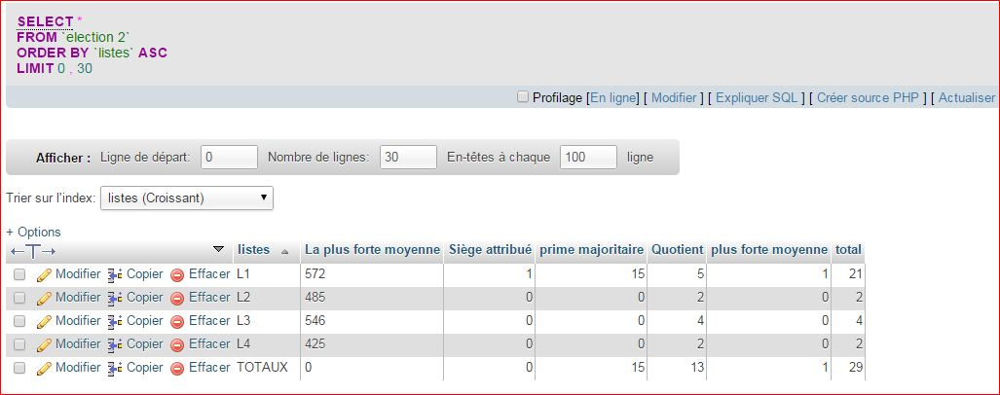 SELECT *
FROM `election 2`
ORDER BY `listes` ASC
LIMIT 0 , 30
Profilage [En ligne] [ Modifier ] [ Expliquer SQL ] [ Créer source PHP ] [ Actualiser
Afficher : Ligne de départ: 0 Nombre de lignes: 30 En-têtes à chaque 100 ligne
Trier sur l'index: listes (Croissant)
+ Options
←T→ listes La plus forte moyenne Siège attribué prime majoritaire Quotient plus forte moyenne total
Modifier Copier Effacer L1 572 1 15 5 1 21
Modifier Copier Effacer L2 485 0 0 2 0 2
Modifier Copier Effacer L3 546 0 0 4 0 4
Modifier Copier Effacer L4 425 0 0 2 0 2
Modifier Copier Effacer TOTAUX 0 0 15 13 1 29